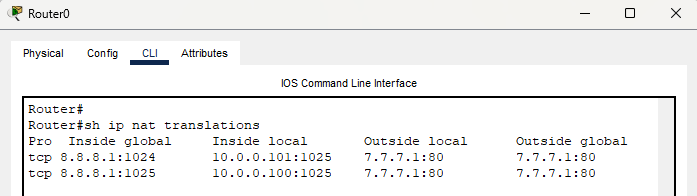 Router0
Physical Config CLI Attributes
IOS Command Line Interface
Router#
Router#sh ip nat translations
Pro Inside global Inside local Outside local Outside global
tcp 8.8.8.1:1024 10.0.0.101:1025 7.7.7.1:80 7.7.7.1:80
tcp 8.8.8.1:1025 10.0.0.100:1025 7.7.7.1:80 7.7.7.1:80